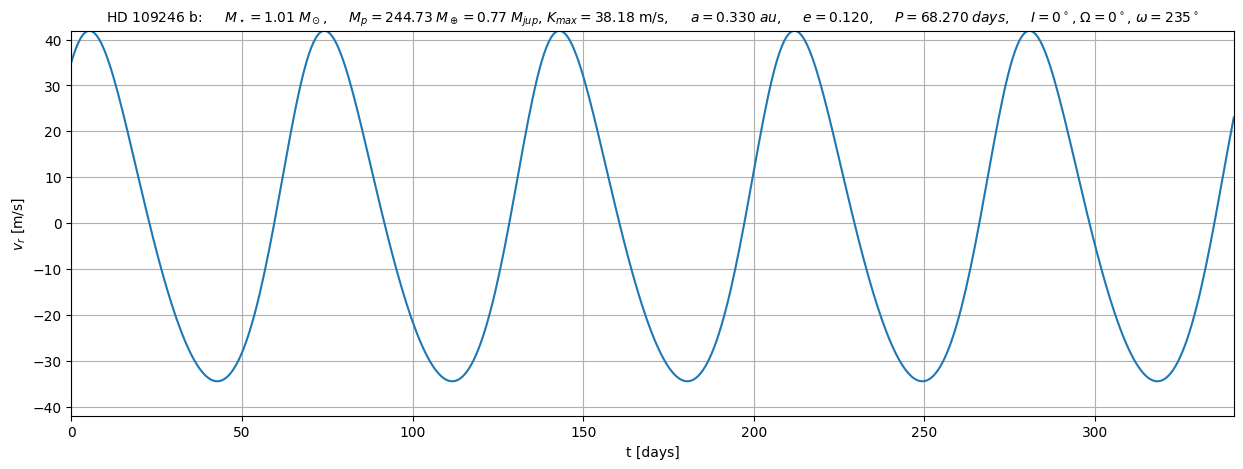 HD 109246 b: M⋆ = 1.01 M⊙, Mp = 244.73 M⊕ = 0.77 Mjup, Kmax = 38.18 m/s, a = 0.330 au, e = 0.120, P = 68.270 days, I = 0°, Ω = 0°, ω = 235°
40
30
20
10
0
−10
−20
−30
−40
vr [m/s]
0 50 100 150 200 250 300
t [days]